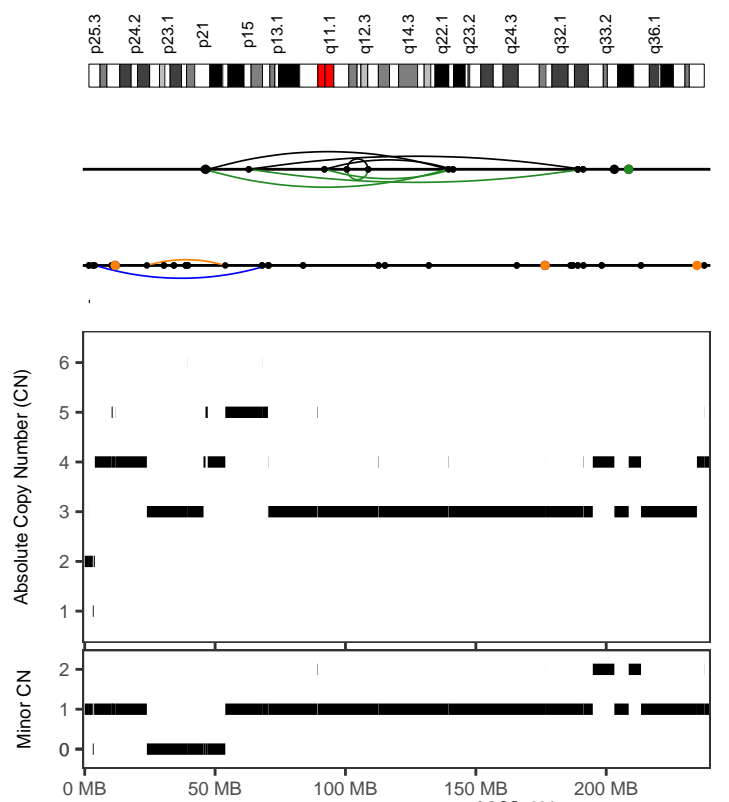 p25.3 p24.2 p23.1 p21 p15 p13.1 q11.1 q12.3 q14.3 q22.1 q23.2 q24.3 q32.1 q33.2 q36.1
Absolute Copy Number (CN)
6
5
4
3
2
1
Minor CN
2
1
0
0 MB 50 MB 100 MB 150 MB 200 MB